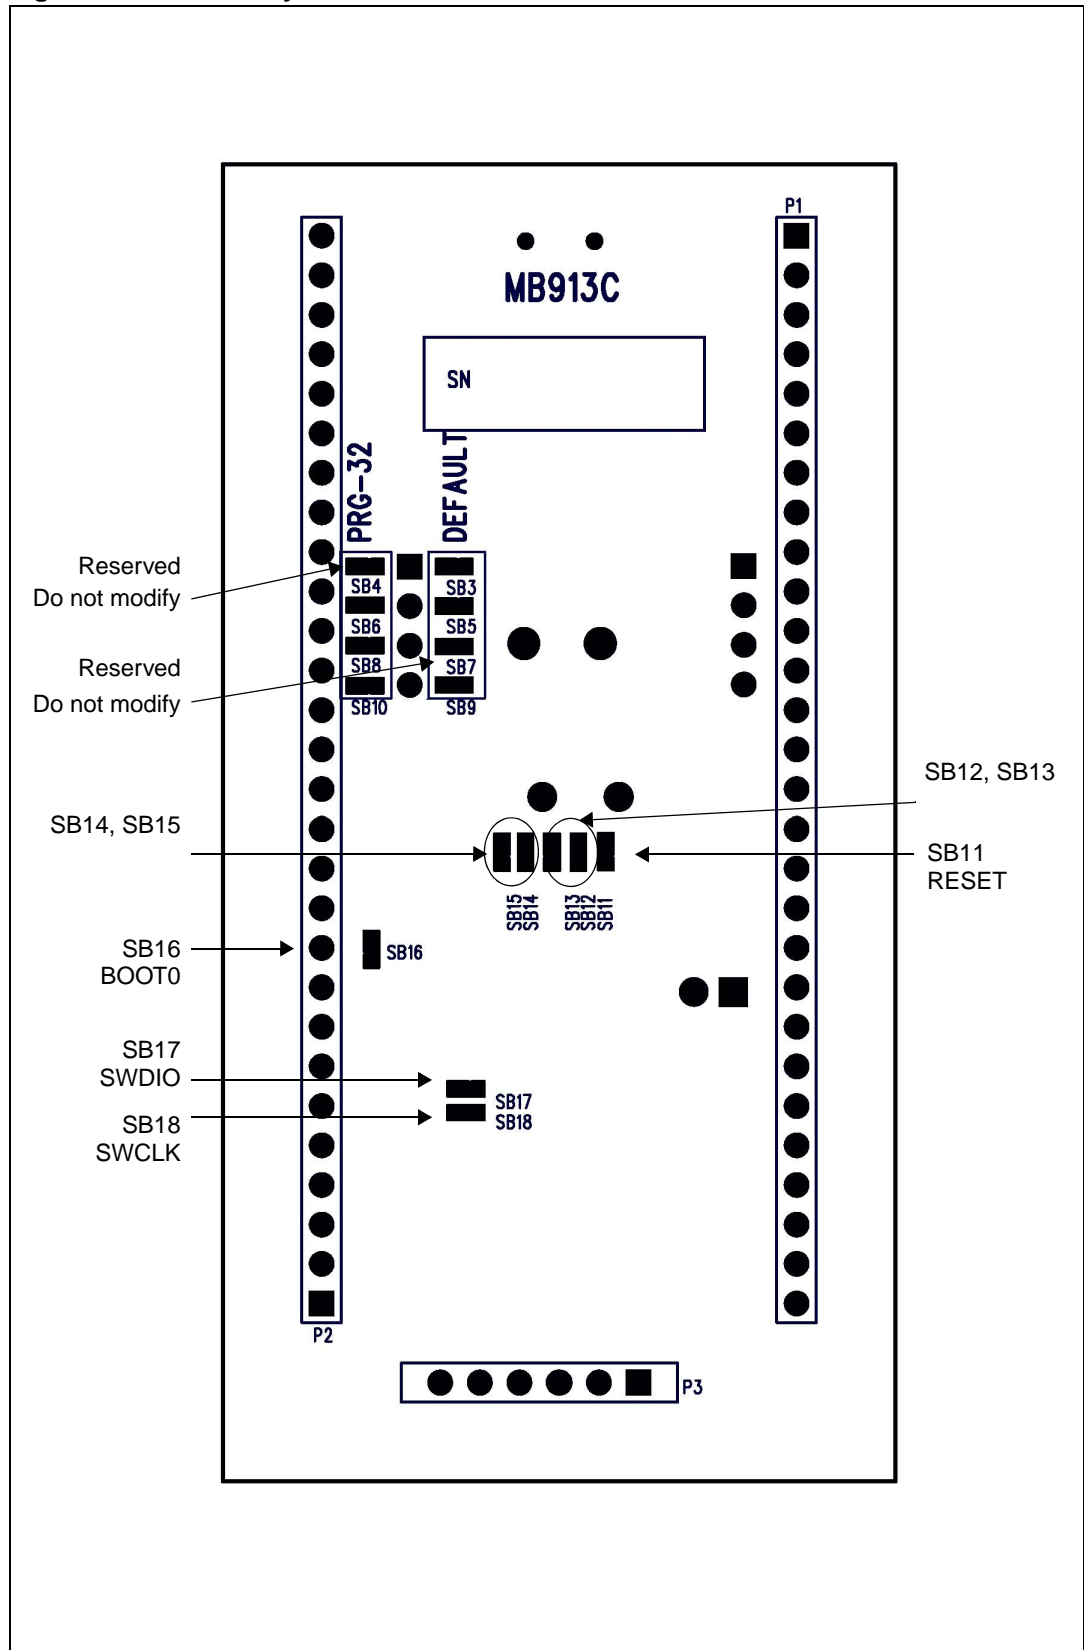 P1
MB913C
SN
PRG-32
DEFAULT
Reserved
Do not modify
SB4
SB3
SB6
SB5
Reserved
Do not modify
SB8
SB7
SB10
SB9
SB12, SB13
SB14, SB15
SB11
RESET
SB15
SB14
SB13
SB12
SB11
SB16
BOOT0
SB16
SB17
SWDIO
SB17
SB18
SWCLK
SB18
P2
P3